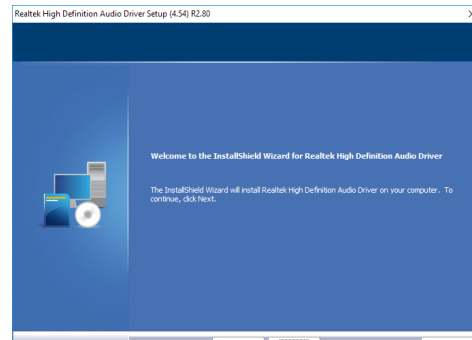 Realtek High Definition Audio Driver Setup (4.54) R2.80
Welcome to the InstallShield Wizard for Realtek High Definition Audio Driver
The InstallShield Wizard will install Realtek High Definition Audio Driver on your computer. To
continue, click Next.